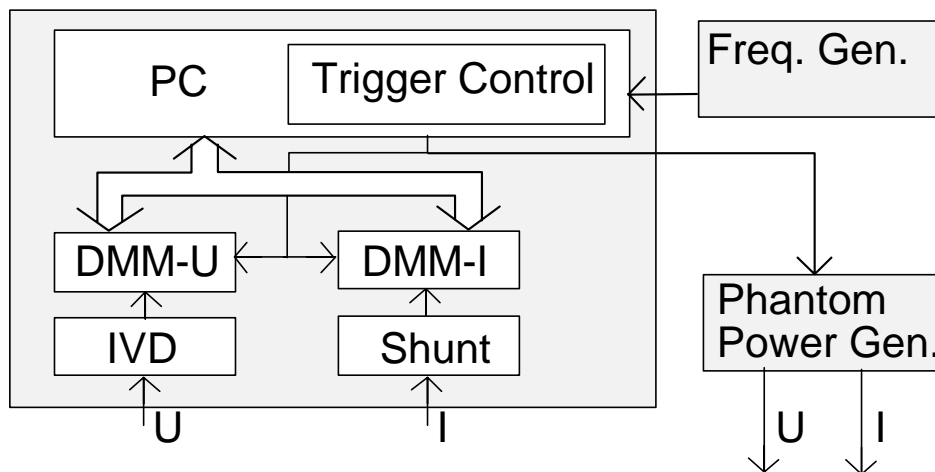 PC
Trigger Control
Freq. Gen.
DMM-U
DMM-I
IVD
Shunt
Phantom
Power Gen.
U
I
U
I